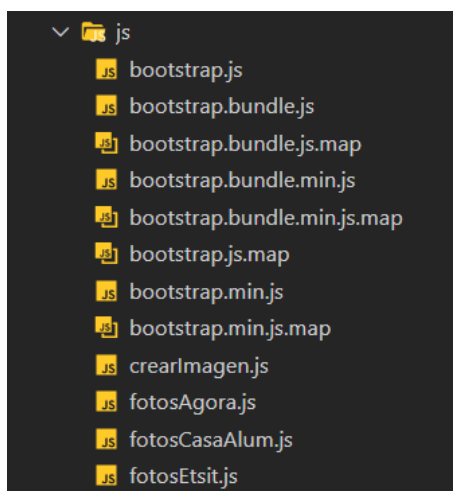 js
bootstrap.js
bootstrap.bundle.js
bootstrap.bundle.js.map
bootstrap.bundle.min.js
bootstrap.bundle.min.js.map
bootstrap.js.map
bootstrap.min.js
bootstrap.min.js.map
crearImagen.js
fotosAgora.js
fotosCasaAlum.js
fotosEtsit.js